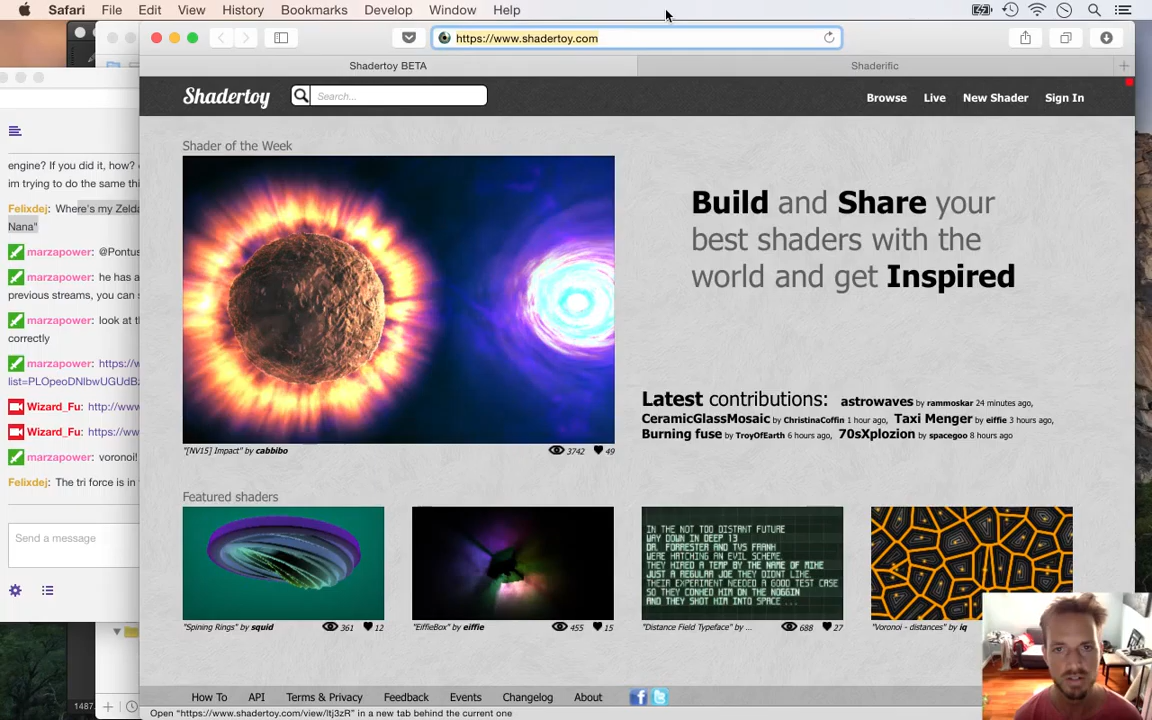 Safari File Edit View History Bookmarks Develop Window Help
https://www.shadertoy.com
Shadertoy BETA
Shaderific
Shadertoy
Search...
Browse Live New Shader Sign In
engine? If you did it, how?
im trying to do the same thi
Felixdej: Where's my Zelda
Nana"
marzapower: @Pontus
marzapower: he has a
previous streams, you can s
marzapower: look at th
correctly
marzapower: https://w
list=PLOpeoDNIbwUGUdB
Wizard_Fu: http://www
Wizard_Fu: https://ww
marzapower: voronoi!
Felixdej: The tri force is in
Send a message
1487.
Shader of the Week
"[NV15] Impact" by cabbibo
3742 49
Build and Share your
best shaders with the
world and get Inspired
Latest contributions: astrowaves by rammoskar 24 minutes ago,
CeramicGlassMosaic by ChristinaCoffin 1 hour ago, Taxi Menger by eiffie 3 hours ago,
Burning fuse by TroyOfEarth 6 hours ago, 70sXplozion by spacegoo 8 hours ago
Featured shaders
IN THE NOT TOO DISTANT FUTURE
WAY DOWN IN DEEP 13
DR. FORRESTER AND TVS FRANK
WERE HATCHING AN EVIL SCHEME.
THEY HIRED A TEMP BY THE NAME OF MIKE
JUST A REGULAR JOE THEY DIDNT LIKE.
THEIR EXPERIMENT NEEDED A GOOD TEST CASE
SO THEY CONKED HIM ON THE NOGGIN
AND THEY SHOT HIM INTO SPACE ...
"Spining Rings" by squid 361 12
"EiffieBox" by eiffie 455 15
"Distance Field Typeface" by ... 688 27
"Voronoi - distances" by iq
How To API Terms & Privacy Feedback Events Changelog About
Open "https://www.shadertoy.com/view/ltj3zR" in a new tab behind the current one